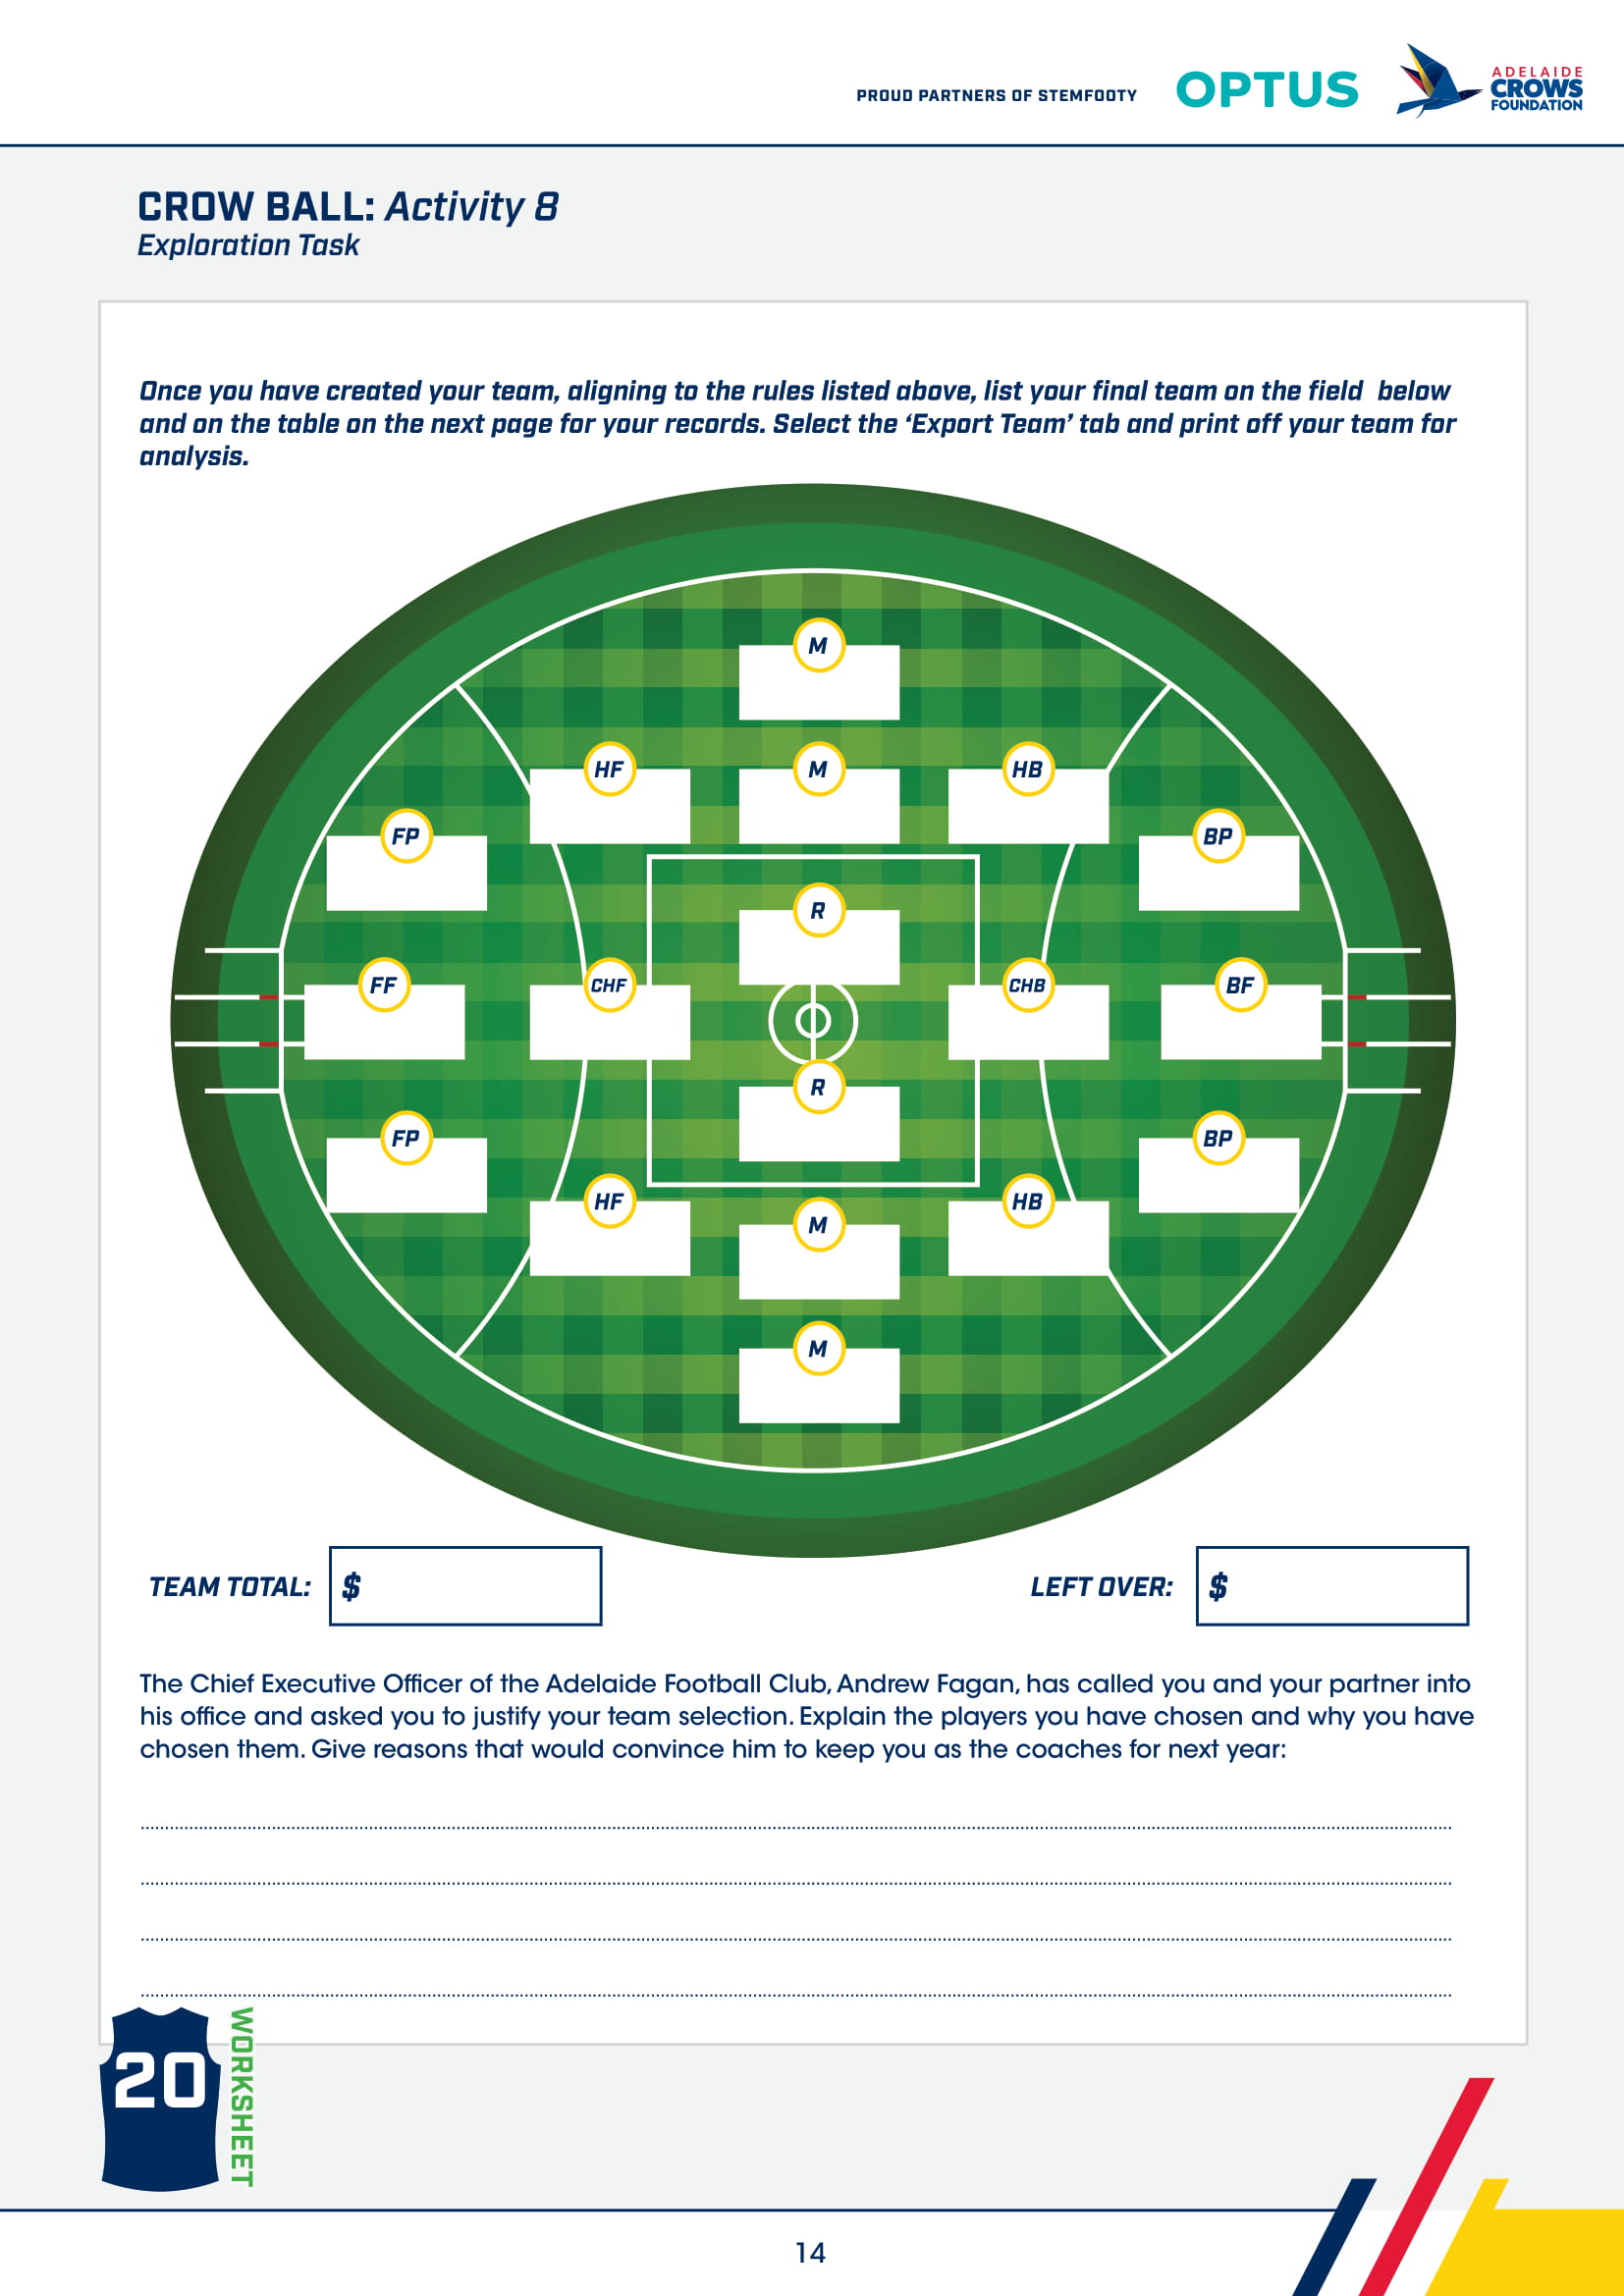 PROUD PARTNERS OF STEMFOOTY
OPTUS
ADELAIDE
CROWS
FOUNDATION
CROW BALL: Activity 8
Exploration Task
Once you have created your team, aligning to the rules listed above, list your final team on the field below
and on the table on the next page for your records. Select the ‘Export Team’ tab and print off your team for
analysis.
M
HF
M
HB
FP
BP
R
FF
CHF
CHB
BF
R
FP
BP
HF
M
HB
M
TEAM TOTAL: $
LEFT OVER: $
The Chief Executive Officer of the Adelaide Football Club, Andrew Fagan, has called you and your partner into
his office and asked you to justify your team selection. Explain the players you have chosen and why you have
chosen them. Give reasons that would convince him to keep you as the coaches for next year:
20
WORKSHEET
14